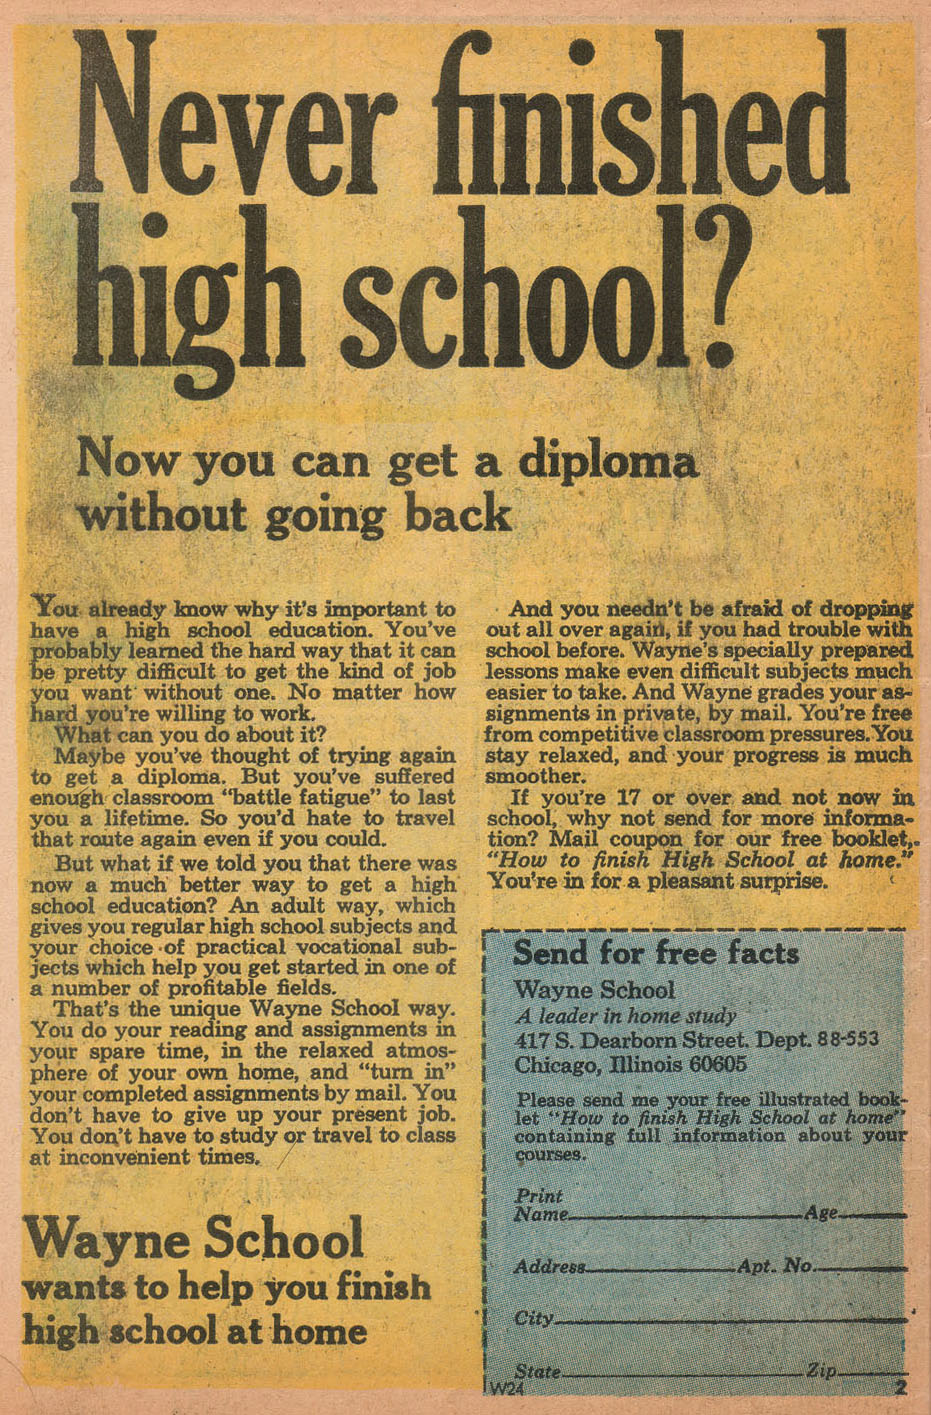 Never finished
high school?
Now you can get a diploma
without going back
You already know why it's important to
have a high school education. You've
probably learned the hard way that it can
be pretty difficult to get the kind of job
you want without one. No matter how
hard you're willing to work.
What can you do about it?
Maybe you've thought of trying again
to get a diploma. But you've suffered
enough classroom "battle fatigue" to last
you a lifetime. So you'd hate to travel
that route again even if you could.
But what if we told you that there was
now a much better way to get a high
school education? An adult way, which
gives you regular high school subjects and
your choice of practical vocational sub-
jects which help you get started in one of
a number of profitable fields.
That's the unique Wayne School way.
You do your reading and assignments in
your spare time, in the relaxed atmos-
phere of your own home, and "turn in"
your completed assignments by mail. You
don't have to give up your present job.
You don't have to study or travel to class
at inconvenient times.
Wayne School
wants to help you finish
high school at home
And you needn't be afraid of dropping
out all over again, if you had trouble with
school before. Wayne's specially prepared
lessons make even difficult subjects much
easier to take. And Wayne grades your as-
signments in private, by mail. You're free
from competitive classroom pressures. You
stay relaxed, and your progress is much
smoother.
If you're 17 or over and not now in
school, why not send for more informa-
tion? Mail coupon for our free booklet,
"How to finish High School at home."
You're in for a pleasant surprise.
Send for free facts
Wayne School
A leader in home study
417 S. Dearborn Street. Dept. 88-553
Chicago, Illinois 60605
Please send me your free illustrated book-
let "How to finish High School at home"
containing full information about your
courses.
Print
Name Age
Address Apt. No.
City
State Zip
W24 2